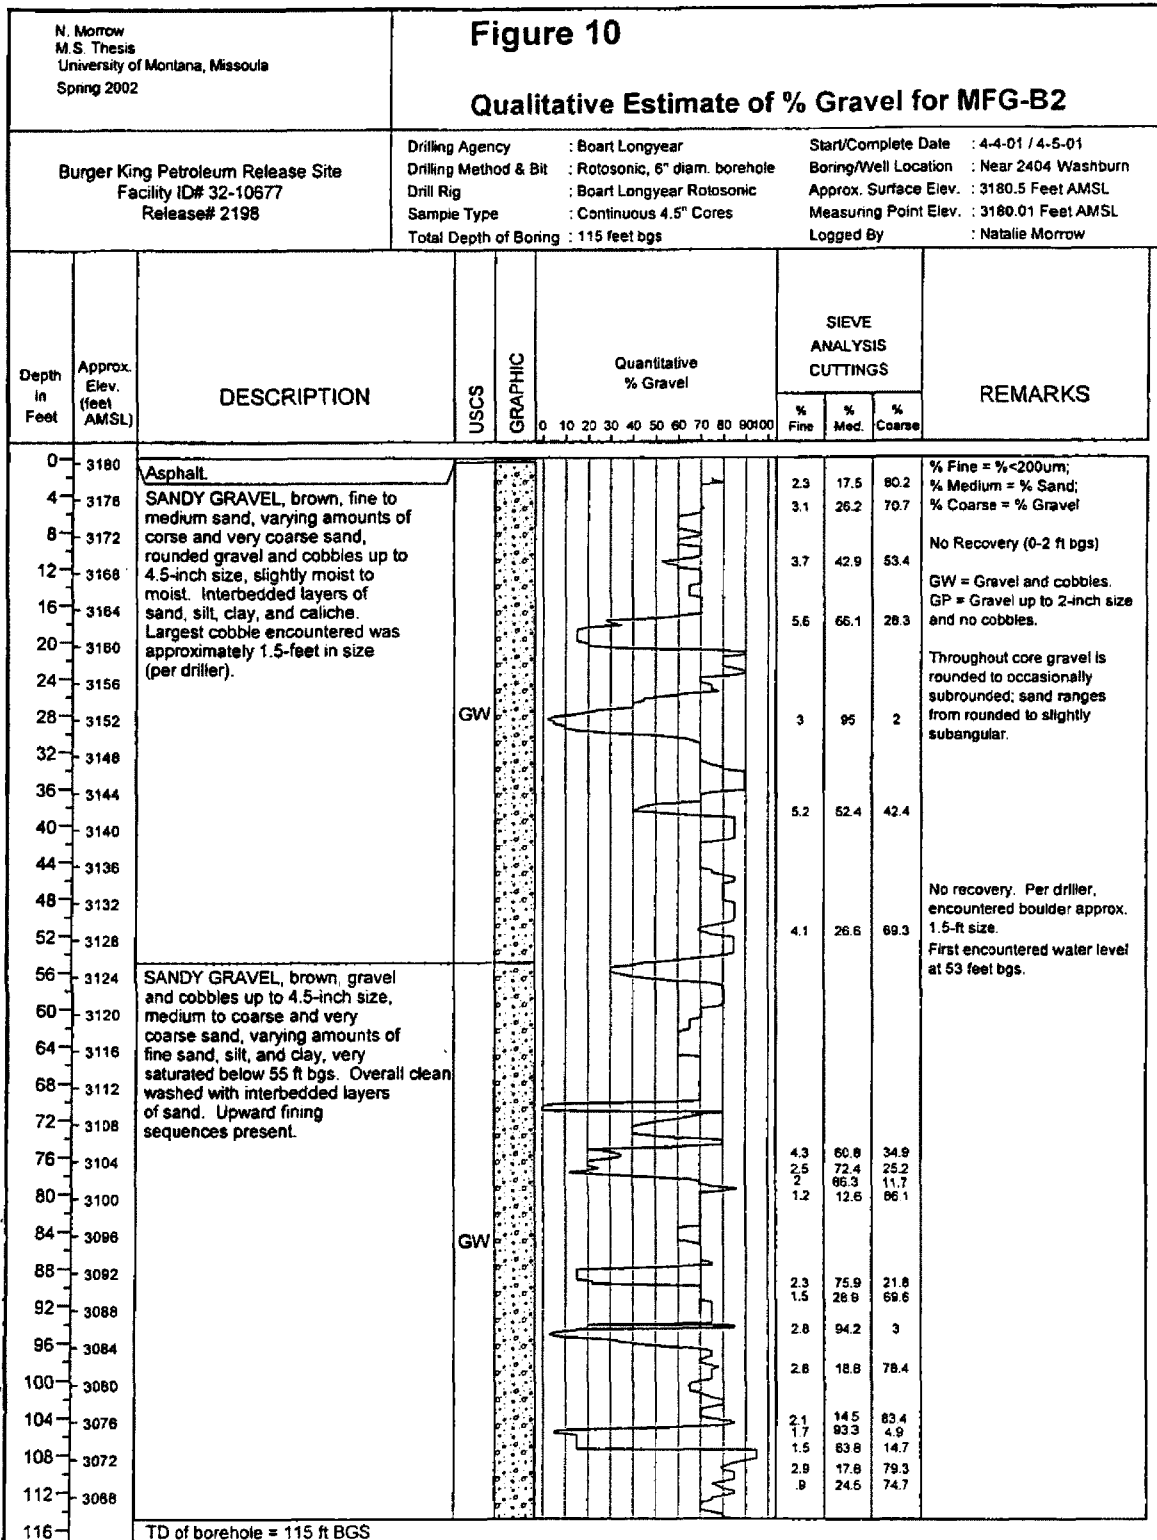 N. Morrow
M.S. Thesis
University of Montana, Missoula
Spring 2002
Figure 10
Qualitative Estimate of % Gravel for MFG-B2
Burger King Petroleum Release Site
Facility ID# 32-10677
Release# 2198
Drilling Agency : Boart Longyear
Drilling Method & Bit : Rotosonic, 6" diam. borehole
Drill Rig : Boart Longyear Rotosonic
Sample Type : Continuous 4.5" Cores
Total Depth of Boring : 115 feet bgs
Start/Complete Date : 4-4-01 / 4-5-01
Boring/Well Location : Near 2404 Washburn
Approx. Surface Elev. : 3180.5 Feet AMSL
Measuring Point Elev. : 3180.01 Feet AMSL
Logged By : Natalie Morrow
Depth
in
Feet
Approx.
Elev.
(feet
AMSL)
DESCRIPTION
USCS
GRAPHIC
Quantitative
% Gravel
0 10 20 30 40 50 60 70 80 90 100
SIEVE
ANALYSIS
CUTTINGS
%
Fine
%
Med.
%
Coarse
REMARKS
0
4
8
12
16
20
24
28
32
36
40
44
48
52
56
60
64
68
72
76
80
84
88
92
96
100
104
108
112
116
3180
3176
3172
3168
3164
3160
3156
3152
3148
3144
3140
3136
3132
3128
3124
3120
3116
3112
3108
3104
3100
3096
3092
3088
3084
3080
3076
3072
3068
Asphalt.
SANDY GRAVEL, brown, fine to
medium sand, varying amounts of
corse and very coarse sand,
rounded gravel and cobbles up to
4.5-inch size, slightly moist to
moist. Interbedded layers of
sand, silt, clay, and caliche.
Largest cobble encountered was
approximately 1.5-feet in size
(per driller).
SANDY GRAVEL, brown, gravel
and cobbles up to 4.5-inch size,
medium to coarse and very
coarse sand, varying amounts of
fine sand, silt, and clay, very
saturated below 55 ft bgs. Overall clean
washed with interbedded layers
of sand. Upward fining
sequences present.
TD of borehole = 115 ft BGS
GW
GW
2.3 17.5 80.2
3.1 26.2 70.7
3.7 42.9 53.4
5.6 66.1 28.3
3 95 2
5.2 52.4 42.4
4.1 26.6 69.3
4.3 60.8 34.9
2.5 72.4 25.2
2 86.3 11.7
1.2 12.6 86.1
2.3 75.9 21.8
1.5 28.9 69.6
2.8 94.2 3
2.8 18.8 78.4
2.1 14.5 83.4
1.7 93.3 4.9
1.5 83.8 14.7
2.9 17.8 79.3
.9 24.5 74.7
% Fine = %<200um;
% Medium = % Sand;
% Coarse = % Gravel
No Recovery (0-2 ft bgs)
GW = Gravel and cobbles.
GP = Gravel up to 2-inch size
and no cobbles.
Throughout core gravel is
rounded to occasionally
subrounded; sand ranges
from rounded to slightly
subangular.
No recovery. Per driller,
encountered boulder approx.
1.5-ft size.
First encountered water level
at 53 feet bgs.